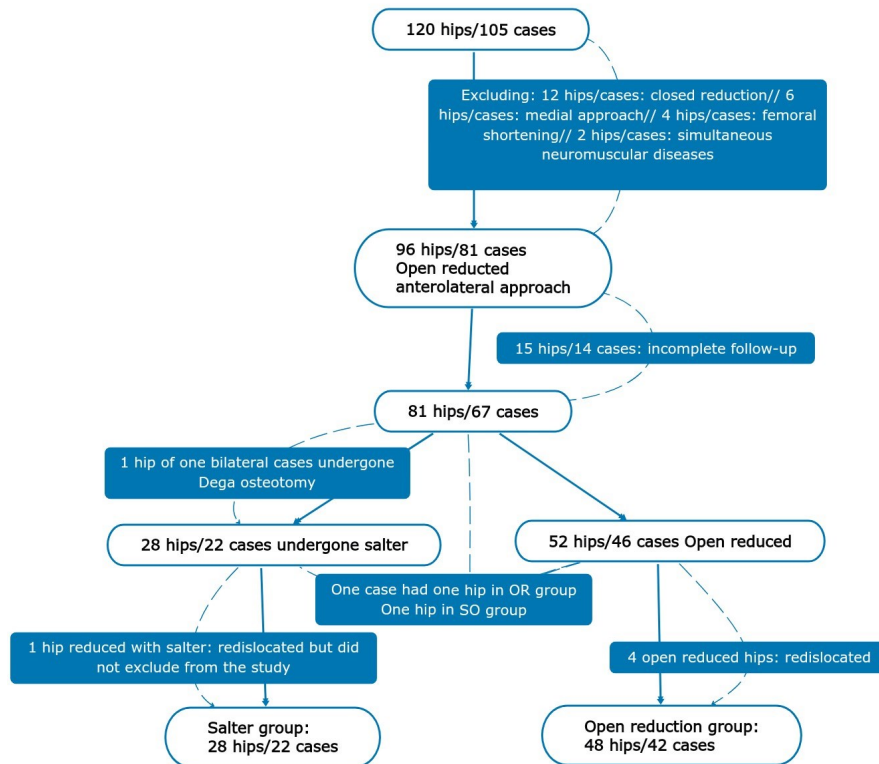 120 hips/105 cases
Excluding: 12 hips/cases: closed reduction// 6
hips/cases: medial approach// 4 hips/cases: femoral
shortening// 2 hips/cases: simultaneous
neuromuscular diseases
96 hips/81 cases
Open reducted
anterolateral approach
15 hips/14 cases: incomplete follow-up
81 hips/67 cases
1 hip of one bilateral cases undergone
Dega osteotomy
28 hips/22 cases undergone salter
52 hips/46 cases Open reduced
One case had one hip in OR group
One hip in SO group
1 hip reduced with salter: redislocated but did
not exclude from the study
4 open reduced hips: redislocated
Salter group:
28 hips/22 cases
Open reduction group:
48 hips/42 cases